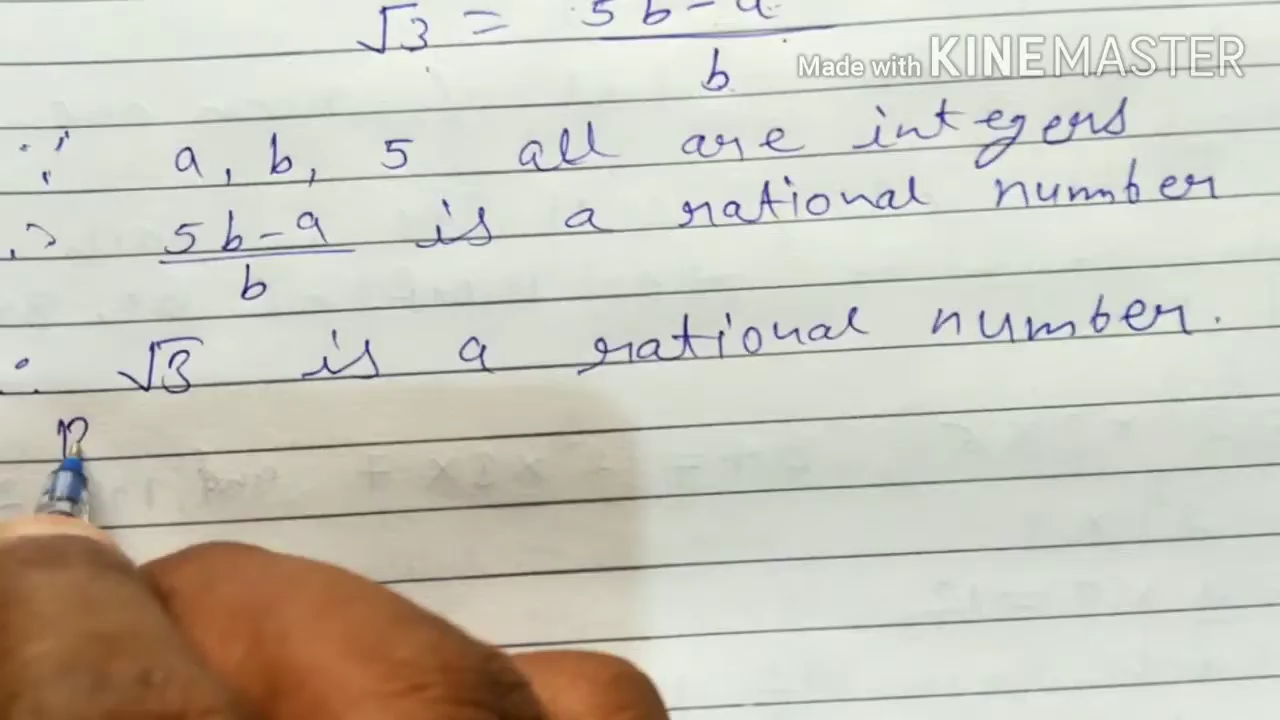 √3 = 5b-a
b
Made with KINEMASTER
∵ a, b, 5 all are integers
∴ 5b-a is a rational number
b
∴ √3 is a rational number.